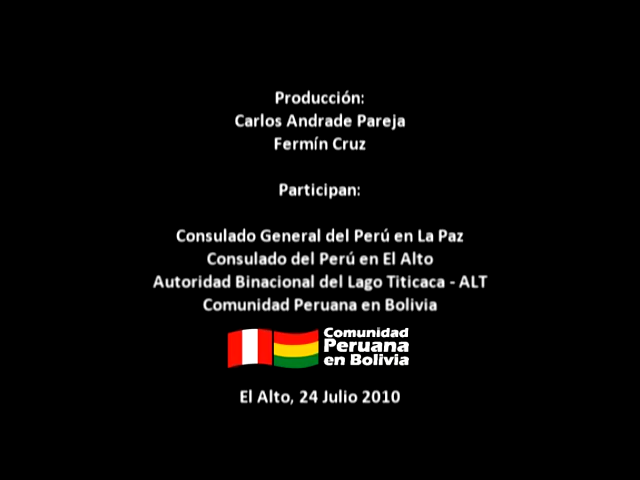 Producción:
Carlos Andrade Pareja
Fermín Cruz
Participan:
Consulado General del Perú en La Paz
Consulado del Perú en El Alto
Autoridad Binacional del Lago Titicaca - ALT
Comunidad Peruana en Bolivia
Comunidad
Peruana
en Bolivia
El Alto, 24 Julio 2010